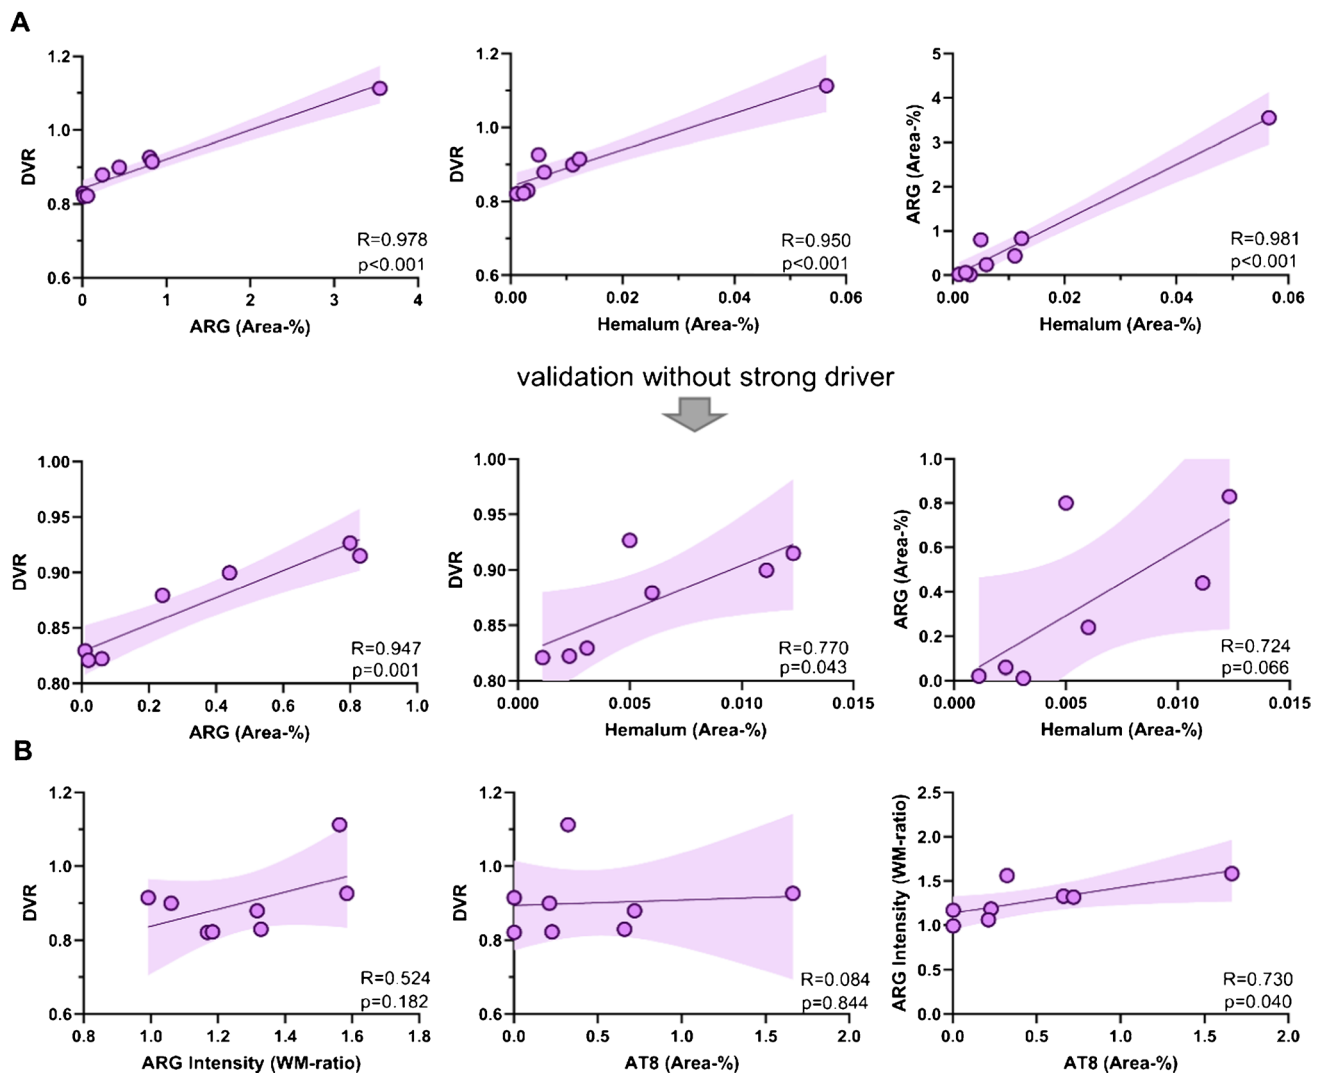 A
1.2
1.0
0.8
0.6
DVR
0
1
2
3
4
ARG (Area-%)
R=0.978
p<0.001
1.2
1.0
0.8
0.6
DVR
0.00
0.02
0.04
0.06
Hemalum (Area-%)
R=0.950
p<0.001
5
4
3
2
1
0
ARG (Area-%)
0.00
0.02
0.04
0.06
Hemalum (Area-%)
R=0.981
p<0.001
validation without strong driver
1.00
0.95
0.90
0.85
0.80
DVR
0.0
0.2
0.4
0.6
0.8
1.0
ARG (Area-%)
R=0.947
p=0.001
1.00
0.95
0.90
0.85
0.80
DVR
0.000
0.005
0.010
0.015
Hemalum (Area-%)
R=0.770
p=0.043
1.0
0.8
0.6
0.4
0.2
0.0
ARG (Area-%)
0.000
0.005
0.010
0.015
Hemalum (Area-%)
R=0.724
p=0.066
B
1.2
1.0
0.8
0.6
DVR
0.8
1.0
1.2
1.4
1.6
1.8
ARG Intensity (WM-ratio)
R=0.524
p=0.182
1.2
1.0
0.8
0.6
DVR
0.0
0.5
1.0
1.5
2.0
AT8 (Area-%)
R=0.084
p=0.844
2.5
2.0
1.5
1.0
0.5
0.0
ARG Intensity (WM-ratio)
0.0
0.5
1.0
1.5
2.0
AT8 (Area-%)
R=0.730
p=0.040